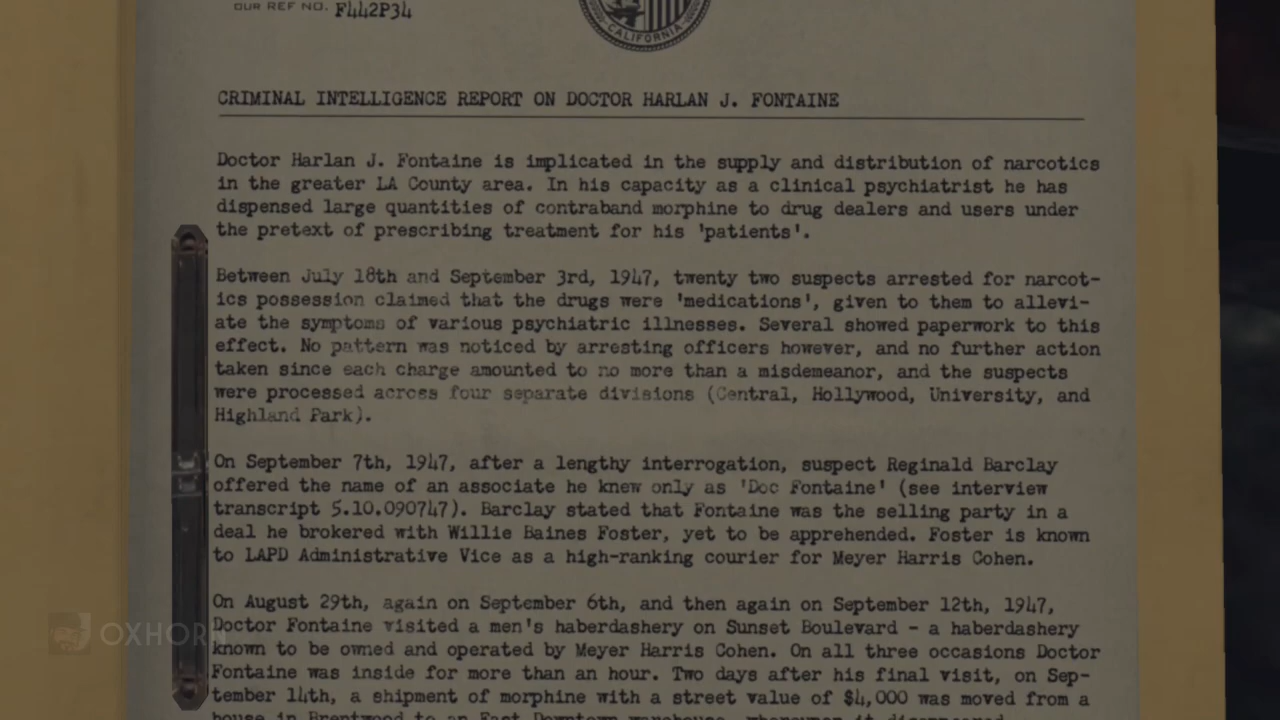 OUR REF NO. F442P34
CALIFORNIA
CRIMINAL INTELLIGENCE REPORT ON DOCTOR HARLAN J. FONTAINE
Doctor Harlan J. Fontaine is implicated in the supply and distribution of narcotics
in the greater LA County area. In his capacity as a clinical psychiatrist he has
dispensed large quantities of contraband morphine to drug dealers and users under
the pretext of prescribing treatment for his 'patients'.
Between July 18th and September 3rd, 1947, twenty two suspects arrested for narcot-
ics possession claimed that the drugs were 'medications', given to them to allevi-
ate the symptoms of various psychiatric illnesses. Several showed paperwork to this
effect. No pattern was noticed by arresting officers however, and no further action
taken since each charge amounted to no more than a misdemeanor, and the suspects
were processed across four separate divisions (Central, Hollywood, University, and
Highland Park).
On September 7th, 1947, after a lengthy interrogation, suspect Reginald Barclay
offered the name of an associate he knew only as 'Doc Fontaine' (see interview
transcript 5.10.090747). Barclay stated that Fontaine was the selling party in a
deal he brokered with Willie Baines Foster, yet to be apprehended. Foster is known
to LAPD Administrative Vice as a high-ranking courier for Meyer Harris Cohen.
On August 29th, again on September 6th, and then again on September 12th, 1947,
Doctor Fontaine visited a men's haberdashery on Sunset Boulevard - a haberdashery
known to be owned and operated by Meyer Harris Cohen. On all three occasions Doctor
Fontaine was inside for more than an hour. Two days after his final visit, on Sep-
tember 14th, a shipment of morphine with a street value of $4,000 was moved from a
house in Brentwood to an East Downtown warehouse, whereupon it disappeared.
OXHORN